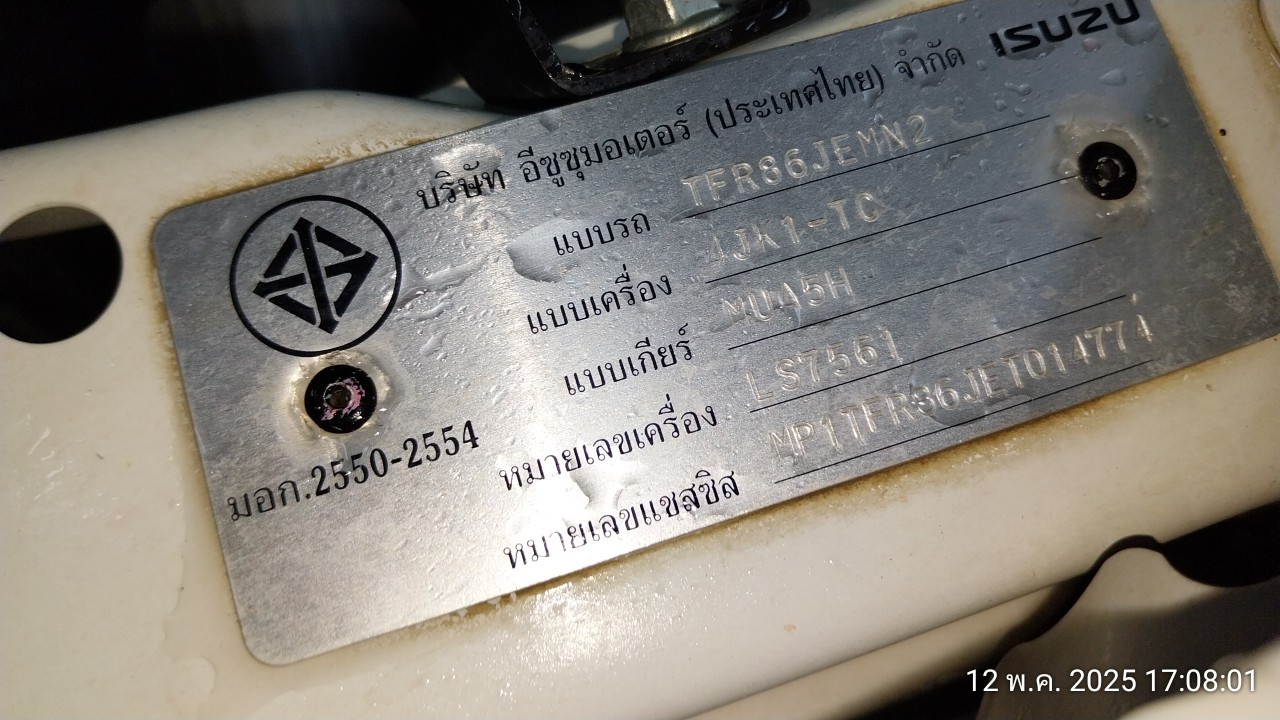 ISUZU
บริษัท อีซูซุมอเตอร์ (ประเทศไทย) จำกัด
แบบรถ TFR86JEMN2
แบบเครื่อง 4JK1-TC
แบบเกียร์ MUA5H
หมายเลขเครื่อง LS7561
หมายเลขแชสซิส MP1TFR86JET014774
มอก.2550-2554
12 พ.ค. 2025 17:08:01